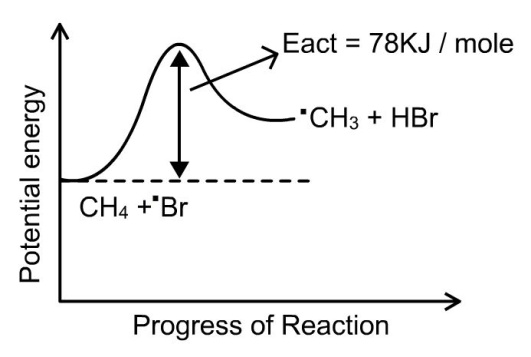 Eact = 78KJ / mole
•CH₃ + HBr
CH₄ +•Br
Potential energy
Progress of Reaction